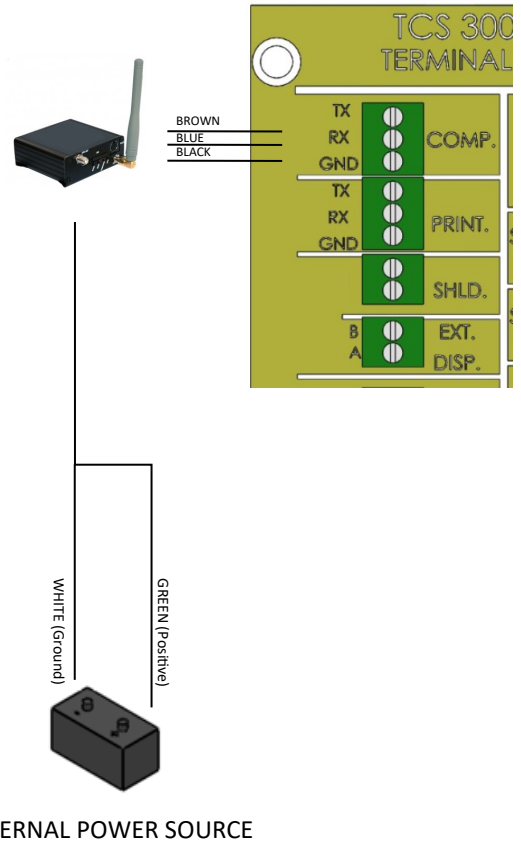 TCS 300
TERMINAL
BROWN
BLUE
BLACK
TX
RX
GND
COMP.
TX
RX
GND
PRINT.
SHLD.
B
A
EXT.
DISP.
WHITE (Ground)
GREEN (Positive)
ERNAL POWER SOURCE